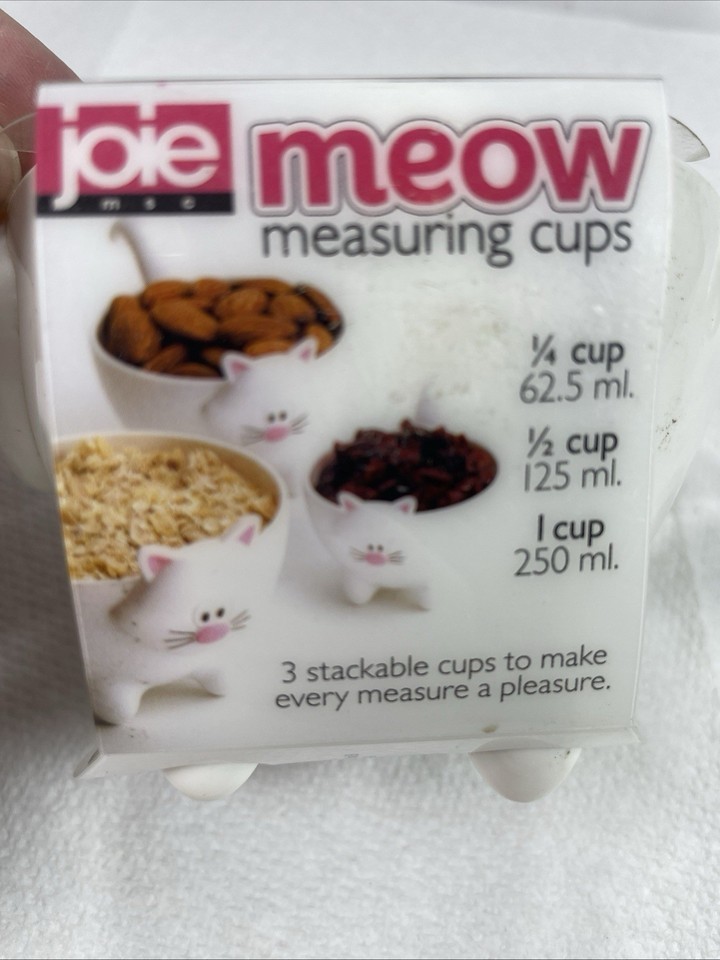 joie
msc
meow
measuring cups
¼ cup
62.5 ml.
½ cup
125 ml.
1 cup
250 ml.
3 stackable cups to make
every measure a pleasure.